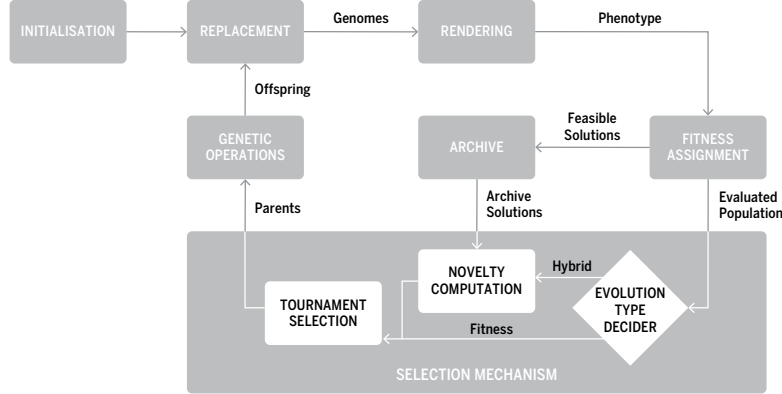 INITIALISATION
REPLACEMENT
Genomes
RENDERING
Phenotype
Offspring
GENETIC
OPERATIONS
ARCHIVE
Feasible
Solutions
FITNESS
ASSIGNMENT
Parents
Archive
Solutions
Evaluated
Population
NOVELTY
COMPUTATION
Hybrid
EVOLUTION
TYPE
DECIDER
TOURNAMENT
SELECTION
Fitness
SELECTION MECHANISM